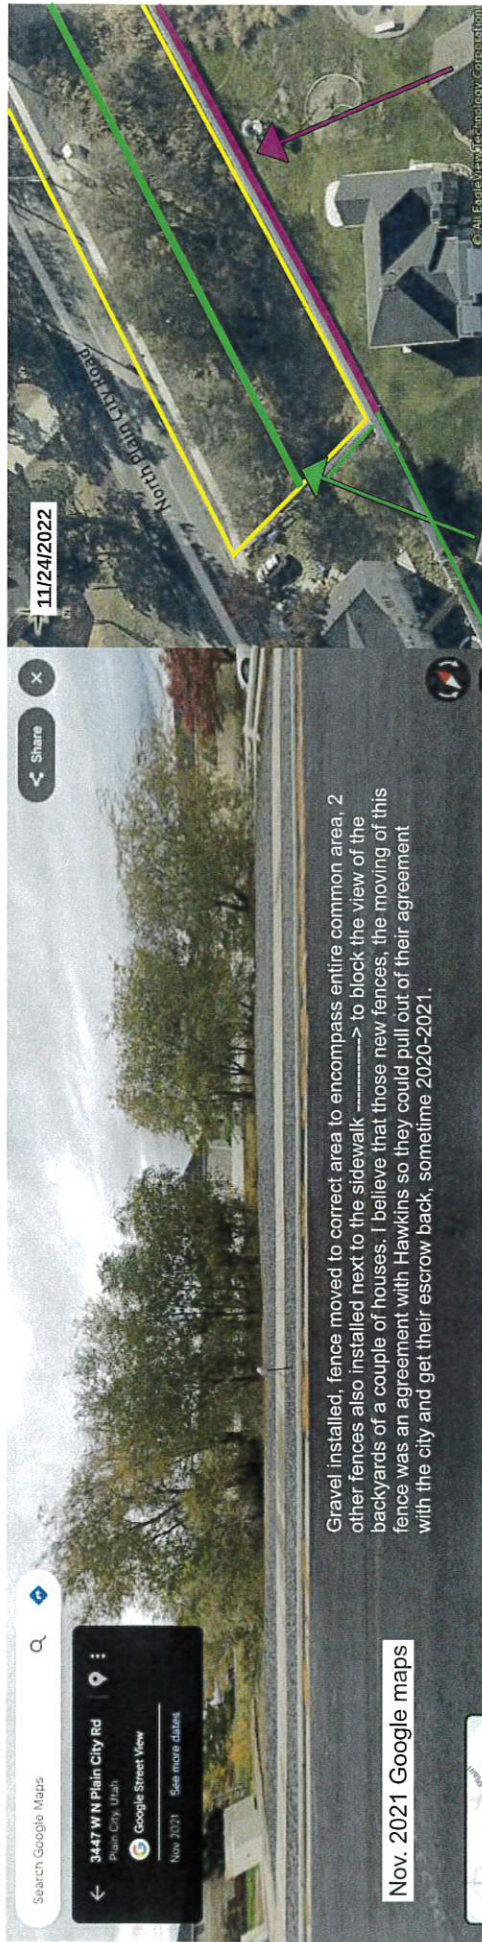 Search Google Maps
Share
3447 W N Plain City Rd
Plain City, Utah
Google Street View
Nov 2021 See more dates
Gravel installed, fence moved to correct area to encompass entire common area, 2
other fences also installed next to the sidewalk -----------> to block the view of the
backyards of a couple of houses. I believe that those new fences, the moving of this
fence was an agreement with Hawkins so they could pull out of their agreement
with the city and get their escrow back, sometime 2020-2021.
Nov. 2021 Google maps
11/24/2022
North Plain City Road
© All EagleView Technology Corporation